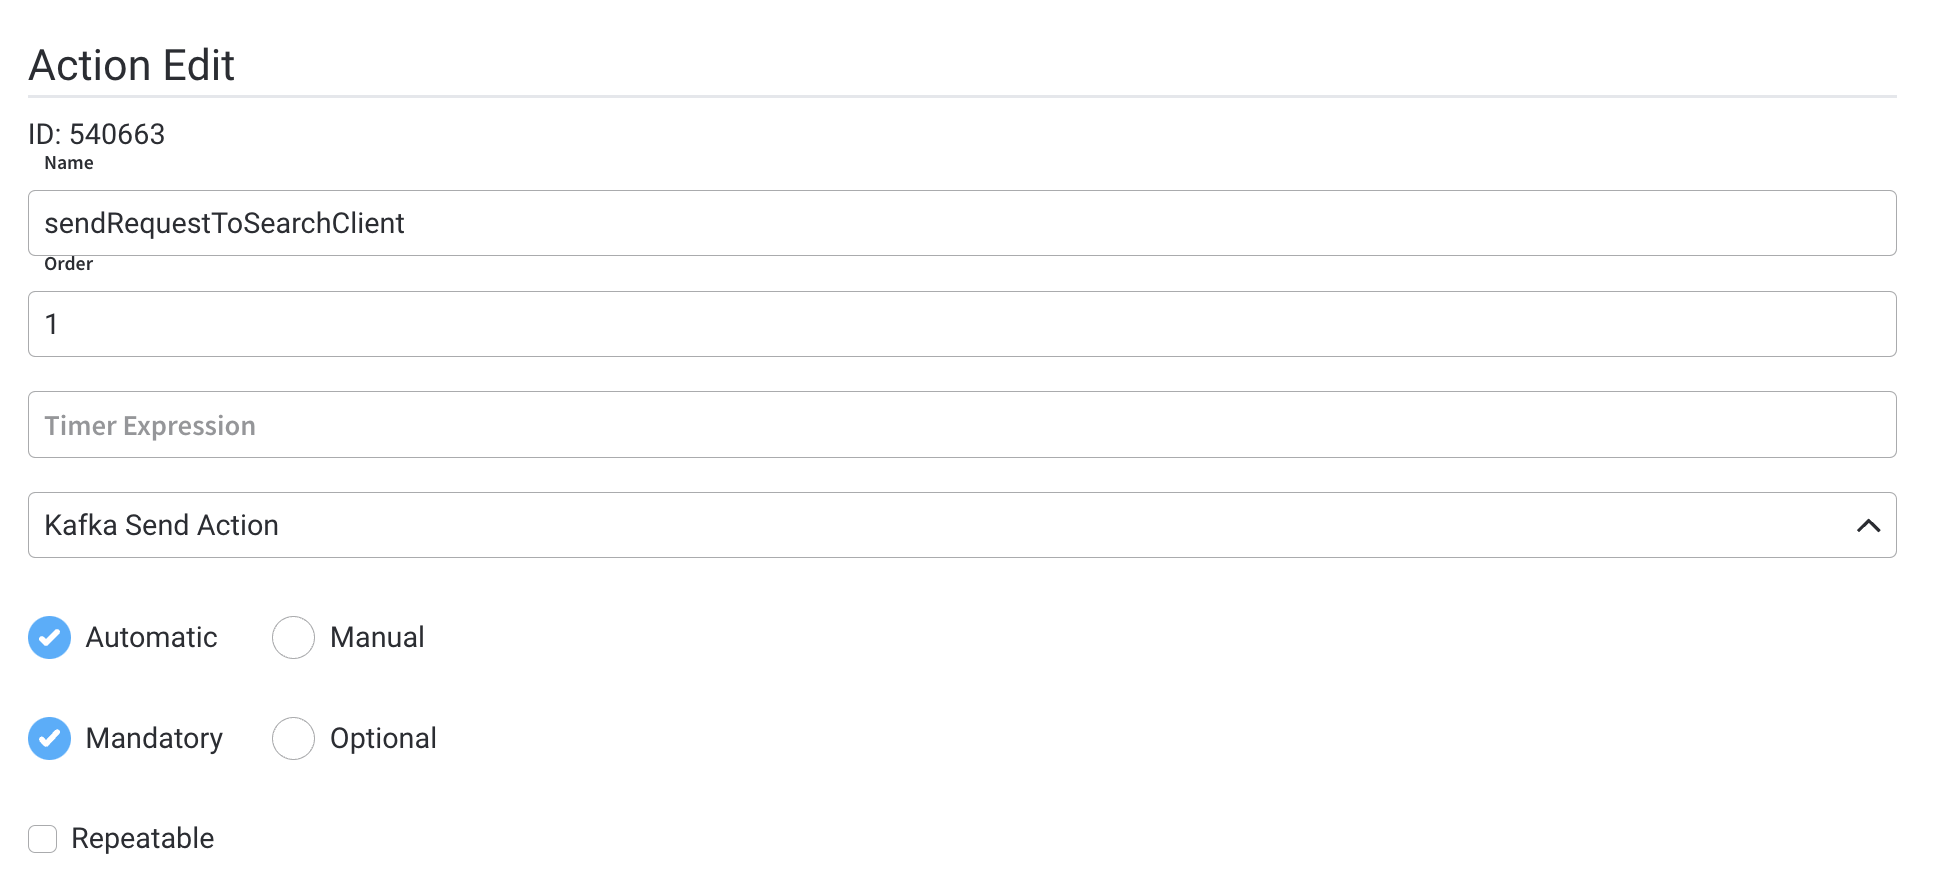 Action Edit
ID: 540663
Name
sendRequestToSearchClient
Order
1
Timer Expression
Kafka Send Action
Automatic Manual
Mandatory Optional
Repeatable